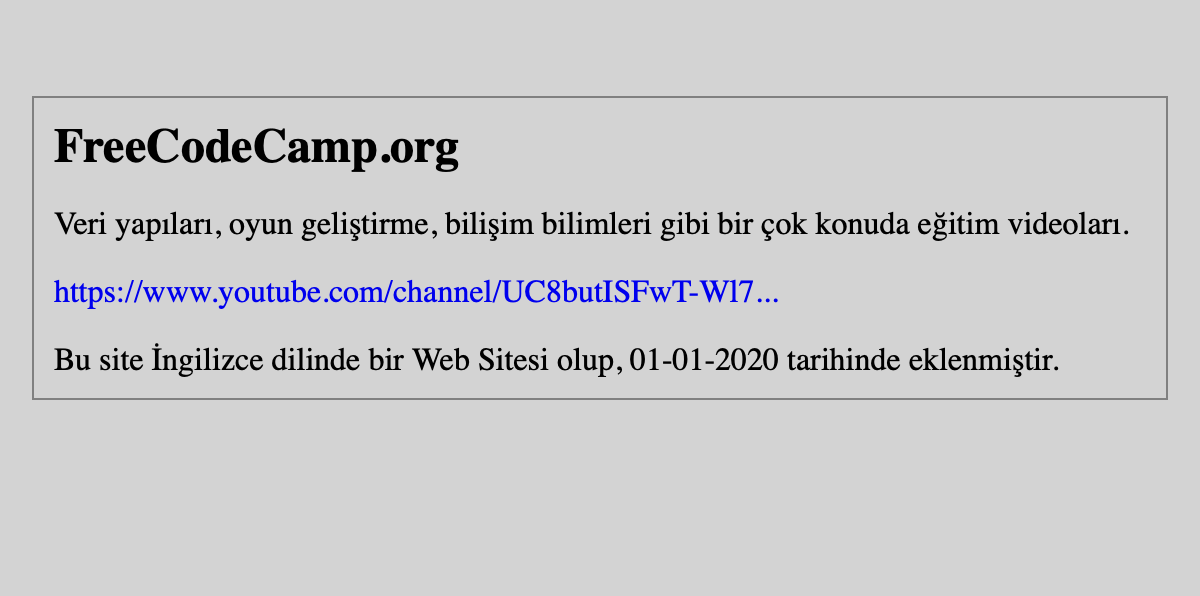 FreeCodeCamp.org
Veri yapıları, oyun geliştirme, bilişim bilimleri gibi bir çok konuda eğitim videoları.
https://www.youtube.com/channel/UC8butISFwT-Wl7...
Bu site İngilizce dilinde bir Web Sitesi olup, 01-01-2020 tarihinde eklenmiştir.